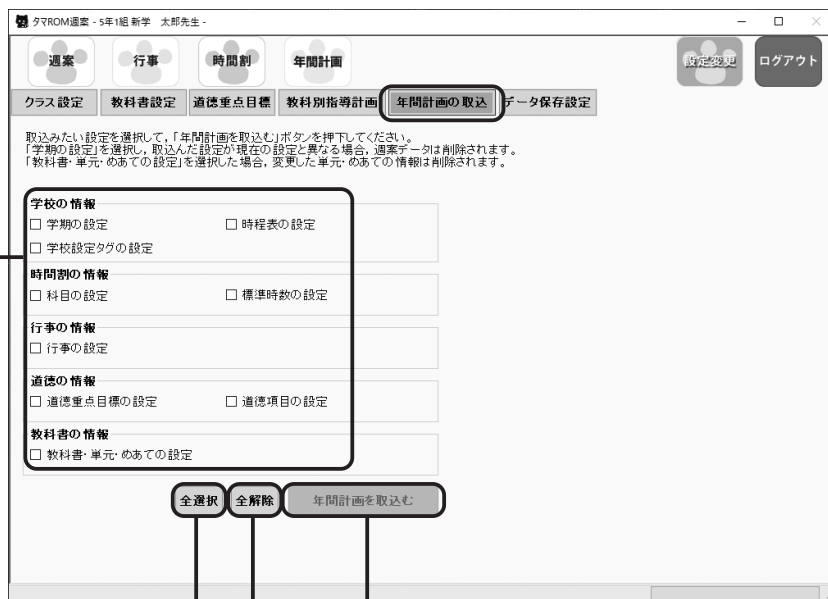 タマROM週案 - 5年1組 新学　太郎先生 -
週案　行事　時間割　年間計画　設定変更　ログアウト
クラス設定　教科書設定　道徳重点目標　教科別指導計画　年間計画の取込　データ保存設定
取込みたい設定を選択して,「年間計画を取込む」ボタンを押下してください。
「学期の設定」を選択し, 取込んだ設定が現在の設定と異なる場合, 週案データは削除されます。
「教科書・単元・めあての設定」を選択した場合, 変更した単元・めあての情報は削除されます。
学校の情報
学期の設定　時程表の設定
学校設定タグの設定
時間割の情報
科目の設定　標準時数の設定
行事の情報
行事の設定
道徳の情報
道徳重点目標の設定　道徳項目の設定
教科書の情報
教科書・単元・めあての設定
全選択　全解除　年間計画を取込む